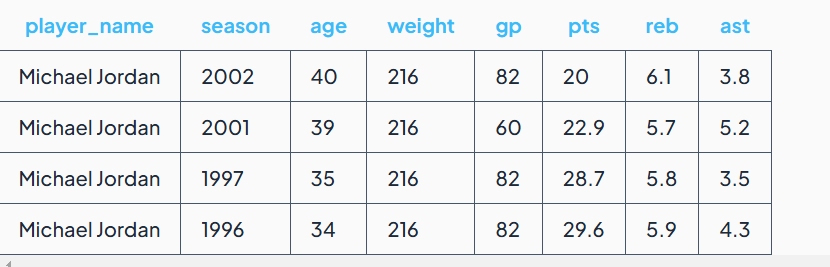 player_name season age weight gp pts reb ast
Michael Jordan 2002 40 216 82 20 6.1 3.8
Michael Jordan 2001 39 216 60 22.9 5.7 5.2
Michael Jordan 1997 35 216 82 28.7 5.8 3.5
Michael Jordan 1996 34 216 82 29.6 5.9 4.3